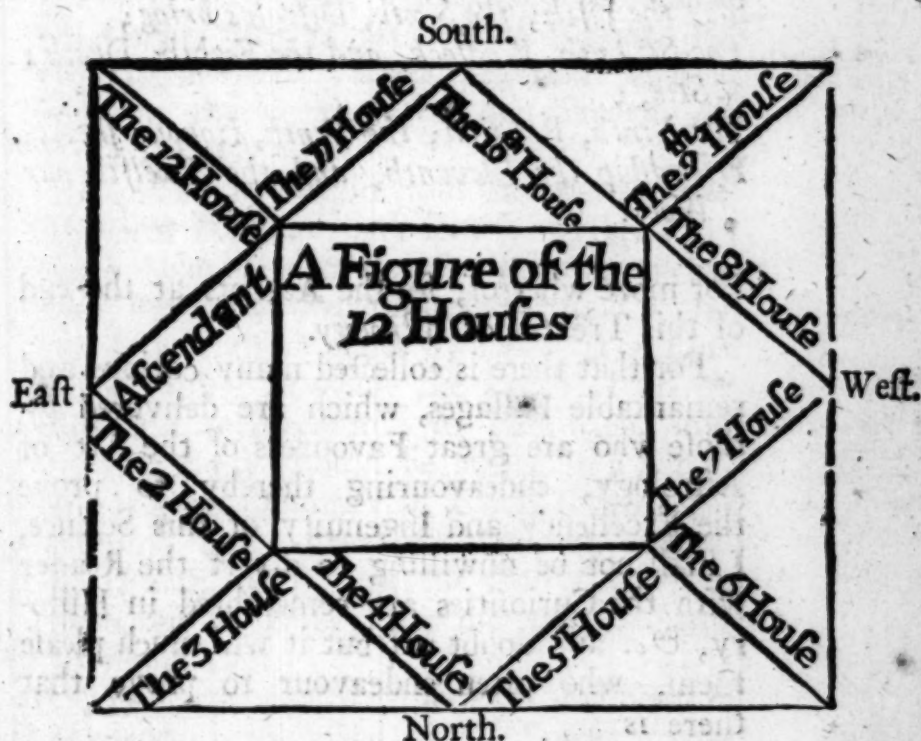 South.
The 12 Houſe
The 11 Houſe
The 10th Houſe
The 9th Houſe
The 8 Houſe
Aſcendant
A Figure of the
12 Houſes
Eaſt
Weſt.
The 7 House
The 2 Houſe
The 3 Houſe
The 4 Houſe
The 5 Houſe
The 6 Houſe
North.